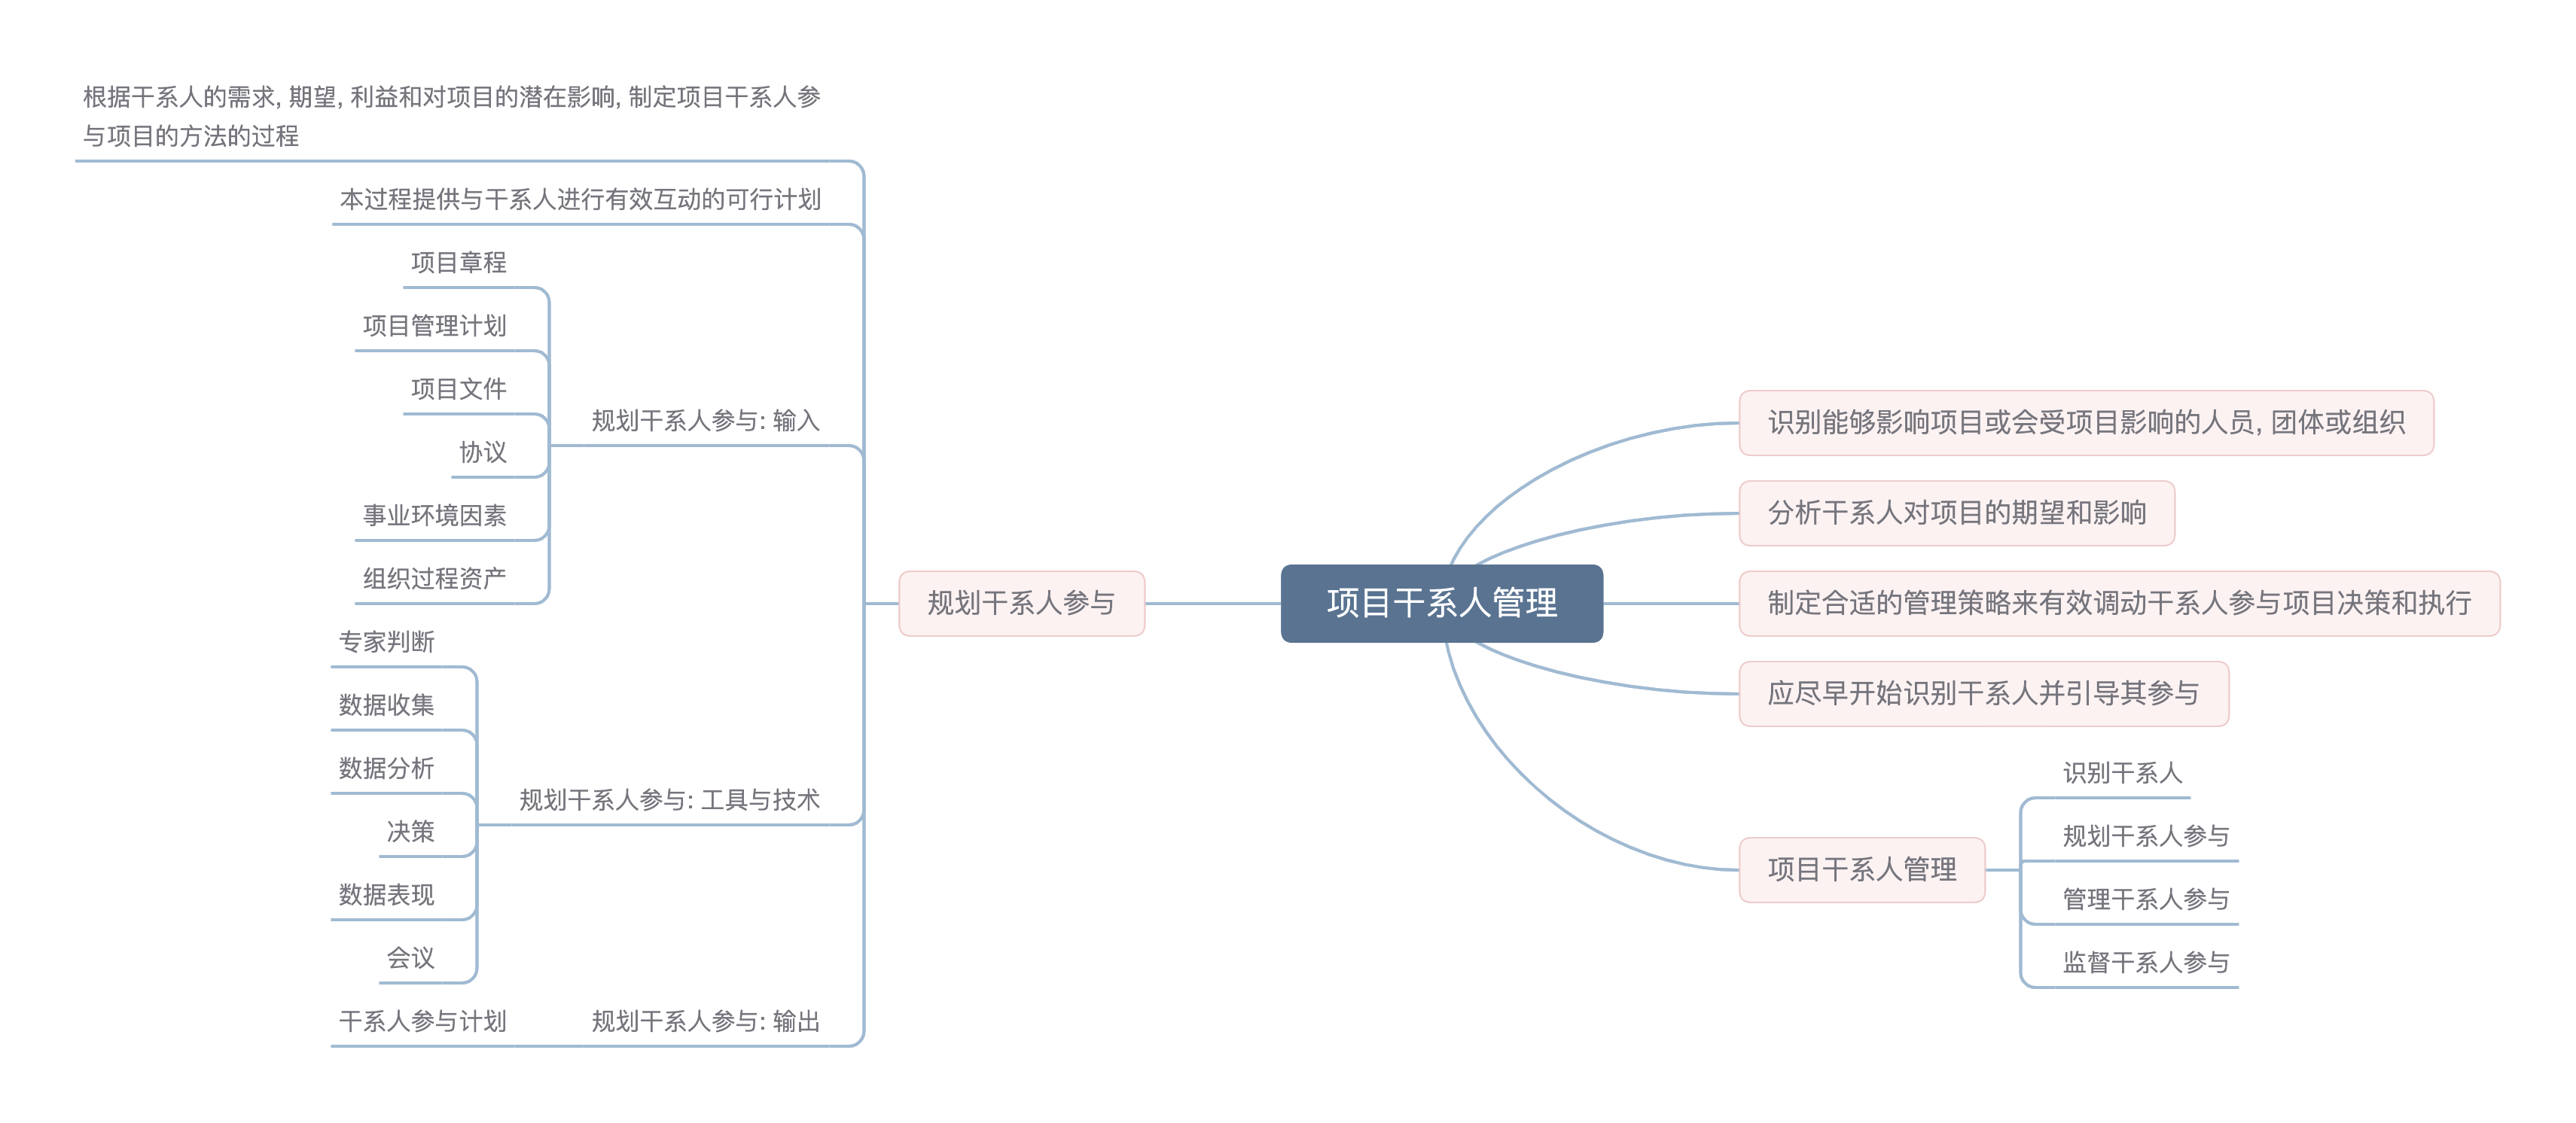 根据干系人的需求, 期望, 利益和对项目的潜在影响, 制定项目干系人参
与项目的方法的过程
本过程提供与干系人进行有效互动的可行计划
项目章程
项目管理计划
项目文件
协议
事业环境因素
组织过程资产
规划干系人参与: 输入
专家判断
数据收集
数据分析
决策
数据表现
会议
规划干系人参与: 工具与技术
干系人参与计划
规划干系人参与: 输出
规划干系人参与
项目干系人管理
识别能够影响项目或会受项目影响的人员, 团体或组织
分析干系人对项目的期望和影响
制定合适的管理策略来有效调动干系人参与项目决策和执行
应尽早开始识别干系人并引导其参与
项目干系人管理
识别干系人
规划干系人参与
管理干系人参与
监督干系人参与